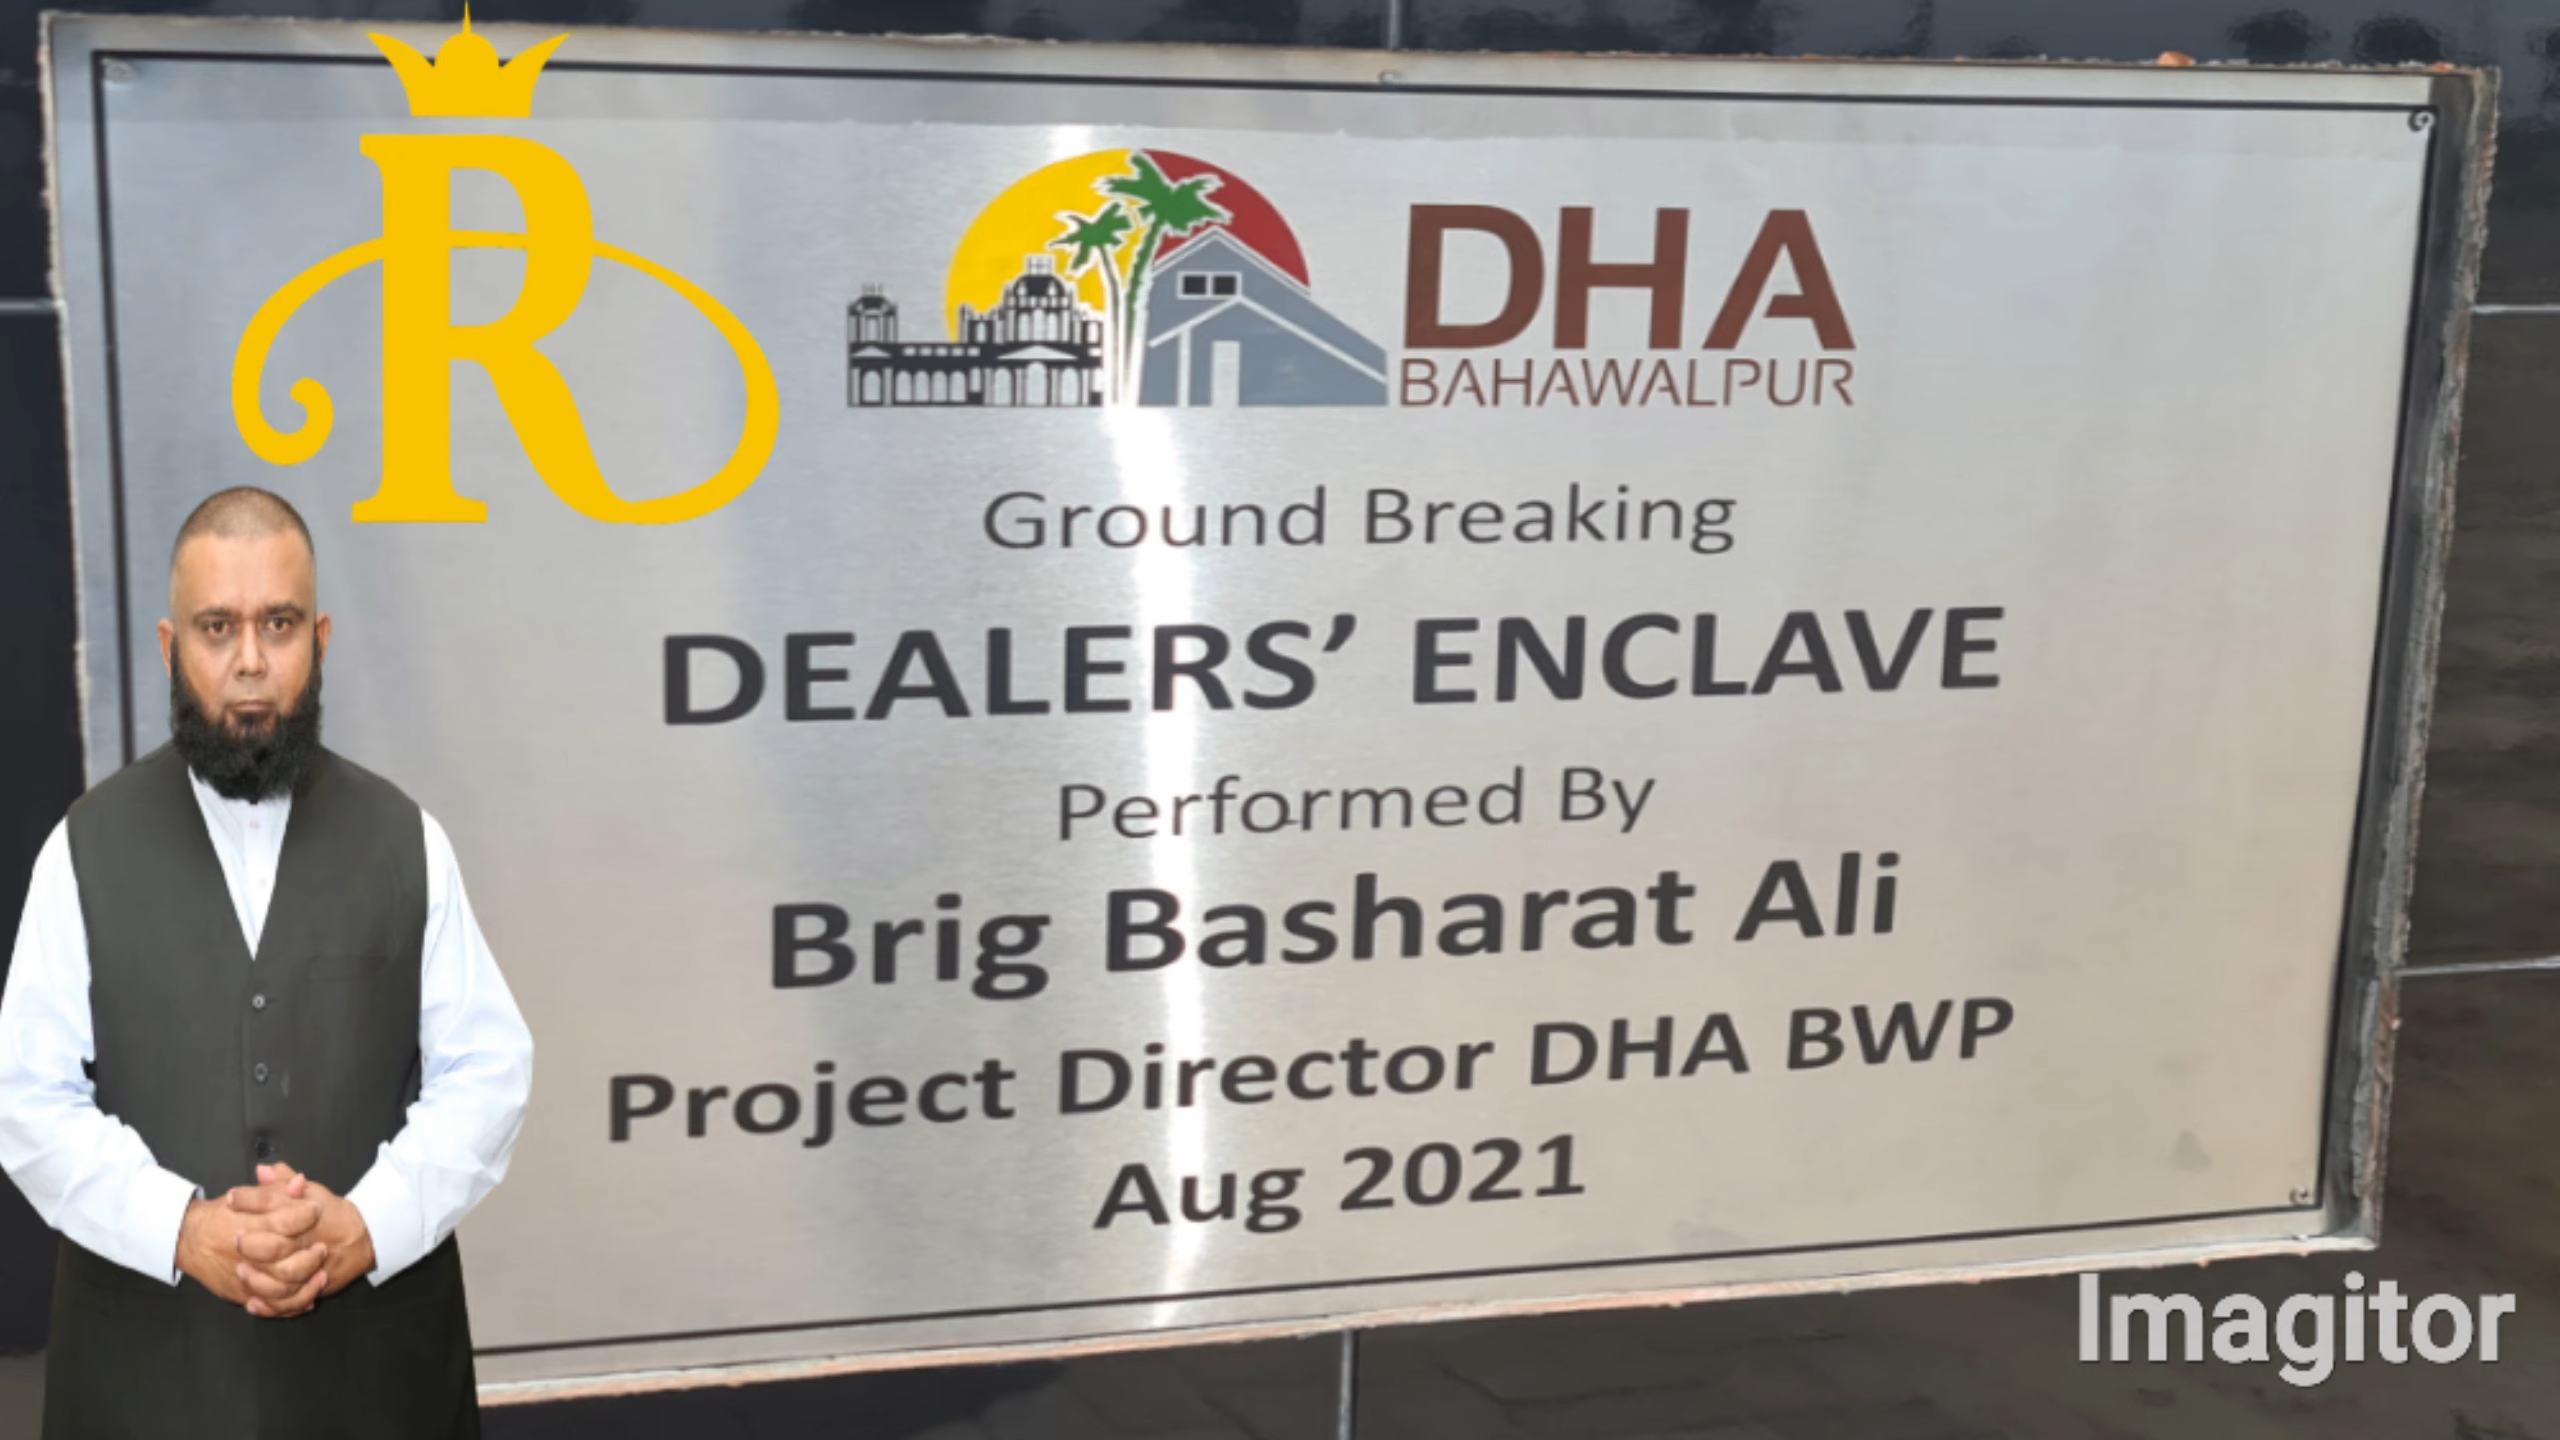 R
DHA
BAHAWALPUR
Ground Breaking
DEALERS’ ENCLAVE
Performed By
Brig Basharat Ali
Project Director DHA BWP
Aug 2021
Imagitor